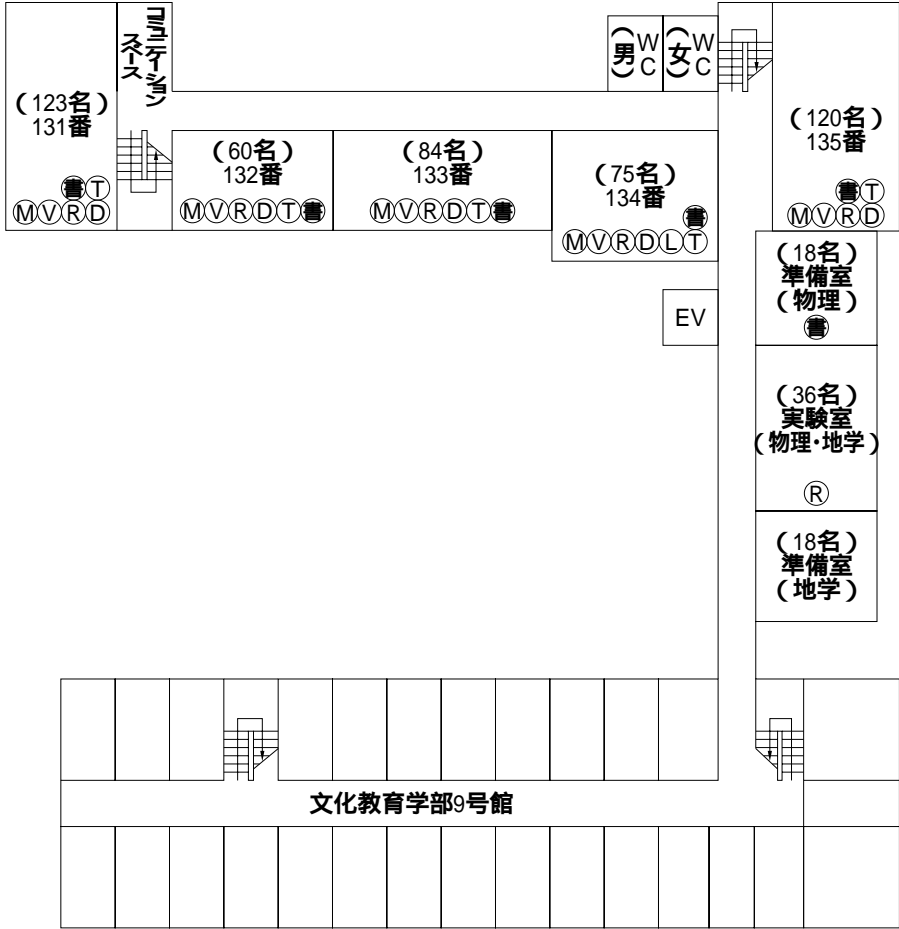 コミュニケーション
スペース
WC
(男)
WC
(女)
(123名)
131番
書T
MVRD
(60名)
132番
MVRDT書
(84名)
133番
MVRDT書
(75名)
134番
書
MVRDLT
(120名)
135番
書T
MVRD
(18名)
準備室
(物理)
書
EV
(36名)
実験室
(物理・地学)
R
(18名)
準備室
(地学)
文化教育学部9号館